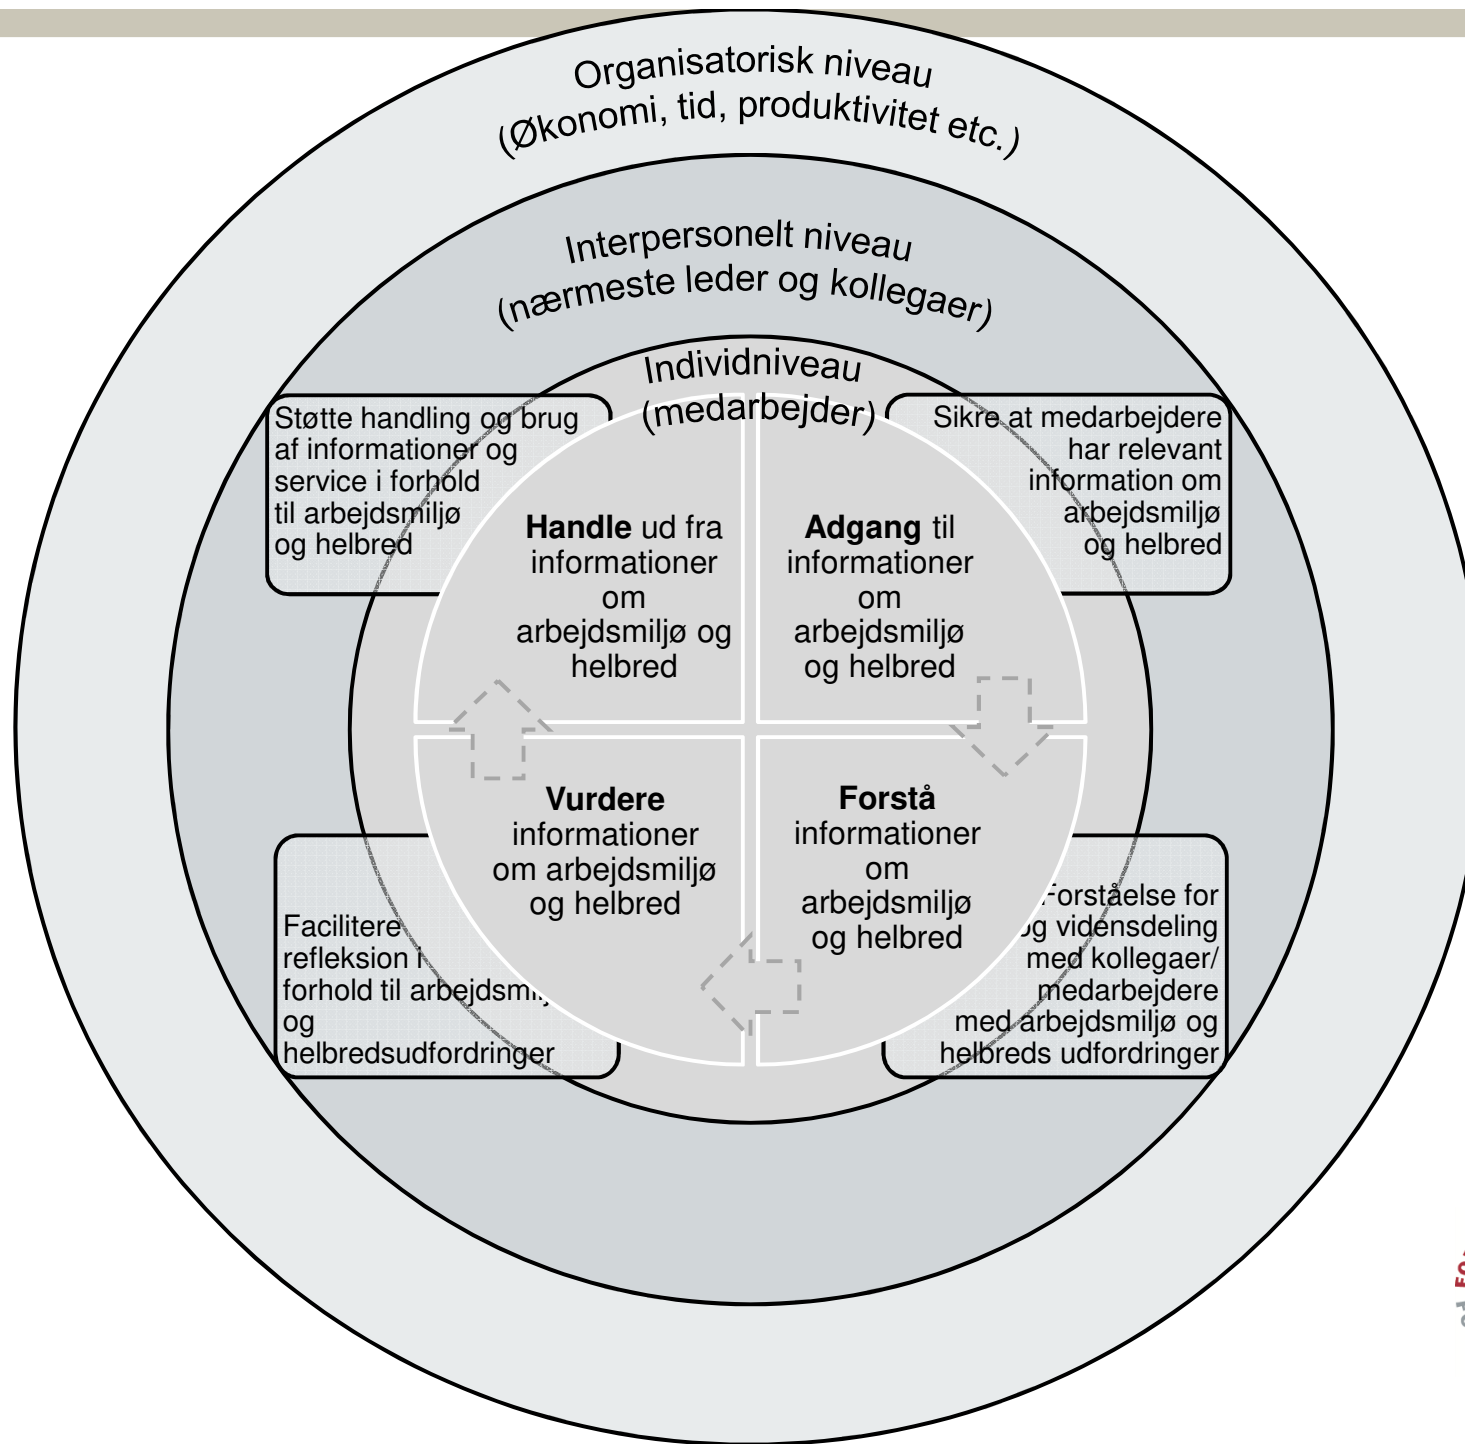 Organisatorisk niveau
(Økonomi, tid, produktivitet etc.)
Interpersonelt niveau
(nærmeste leder og kollegaer)
Individniveau
(medarbejder)
Støtte handling og brug
af informationer og
service i forhold
til arbejdsmiljø
og helbred
Sikre at medarbejdere
har relevant
information om
arbejdsmiljø
og helbred
Handle ud fra
informationer
om
arbejdsmiljø og
helbred
Adgang til
informationer
om
arbejdsmiljø
og helbred
Vurdere
informationer
om arbejdsmiljø
og helbred
Forstå
informationer
om
arbejdsmiljø
og helbred
Facilitere
refleksion i
forhold til
og
helbredsudfordringer
Forståelse for
og vidensdeling
med kollegaer/
medarbejdere
med arbejdsmiljø og
helbreds udfordringer